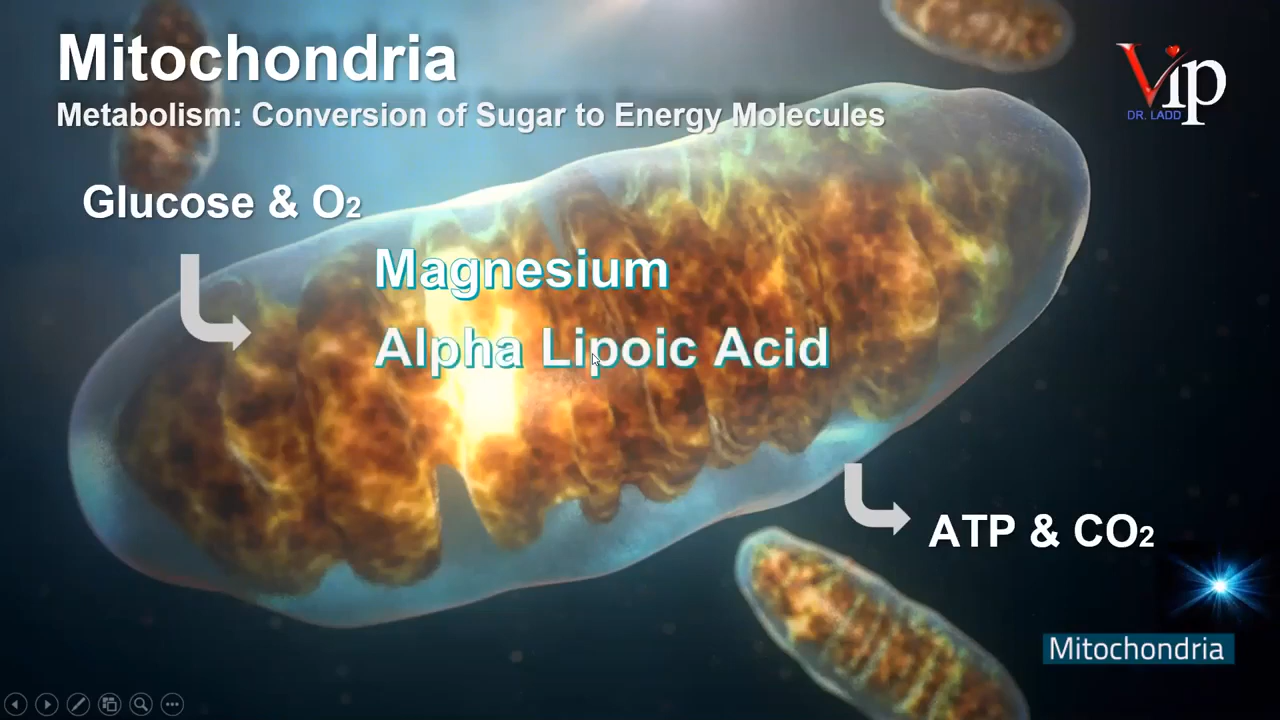 Mitochondria
Metabolism: Conversion of Sugar to Energy Molecules
Vip
DR. LADD
Glucose & O2
Magnesium
Alpha Lipoic Acid
ATP & CO2
Mitochondria